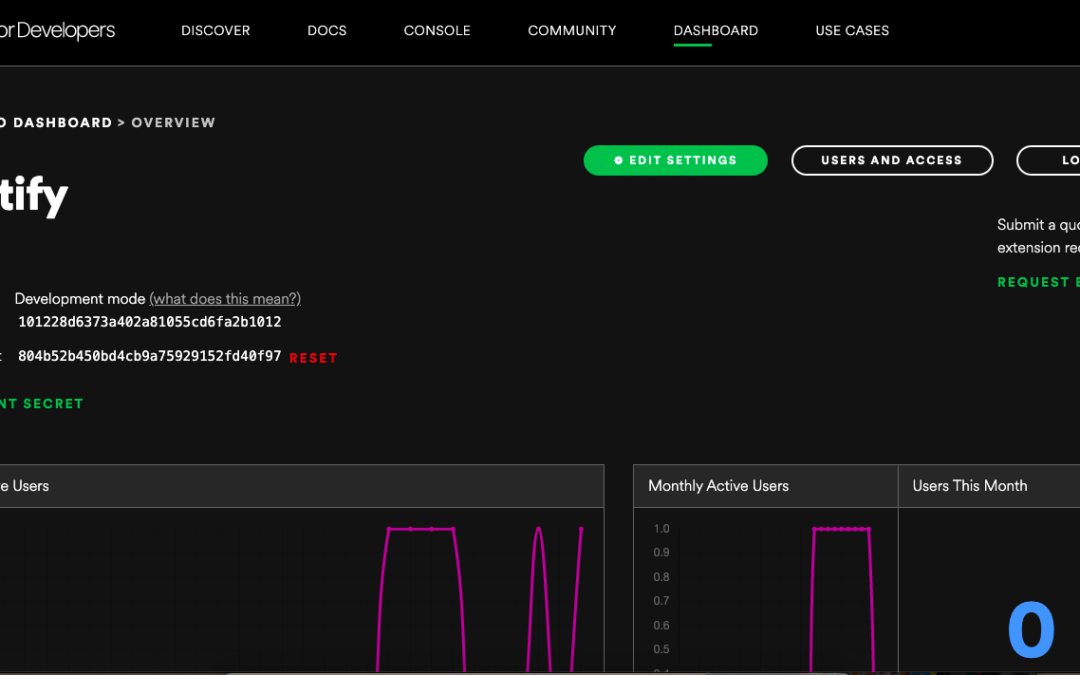 or Developers DISCOVER DOCS CONSOLE COMMUNITY DASHBOARD USE CASES
O DASHBOARD > OVERVIEW
EDIT SETTINGS USERS AND ACCESS LO
tify
Submit a quo
extension re
REQUEST E
Development mode (what does this mean?)
101228d6373a402a81055cd6fa2b1012
804b52b450bd4cb9a75929152fd40f97 RESET
NT SECRET
e Users
Monthly Active Users
Users This Month
1.0
0.9
0.8
0.7
0.6
0.5
0